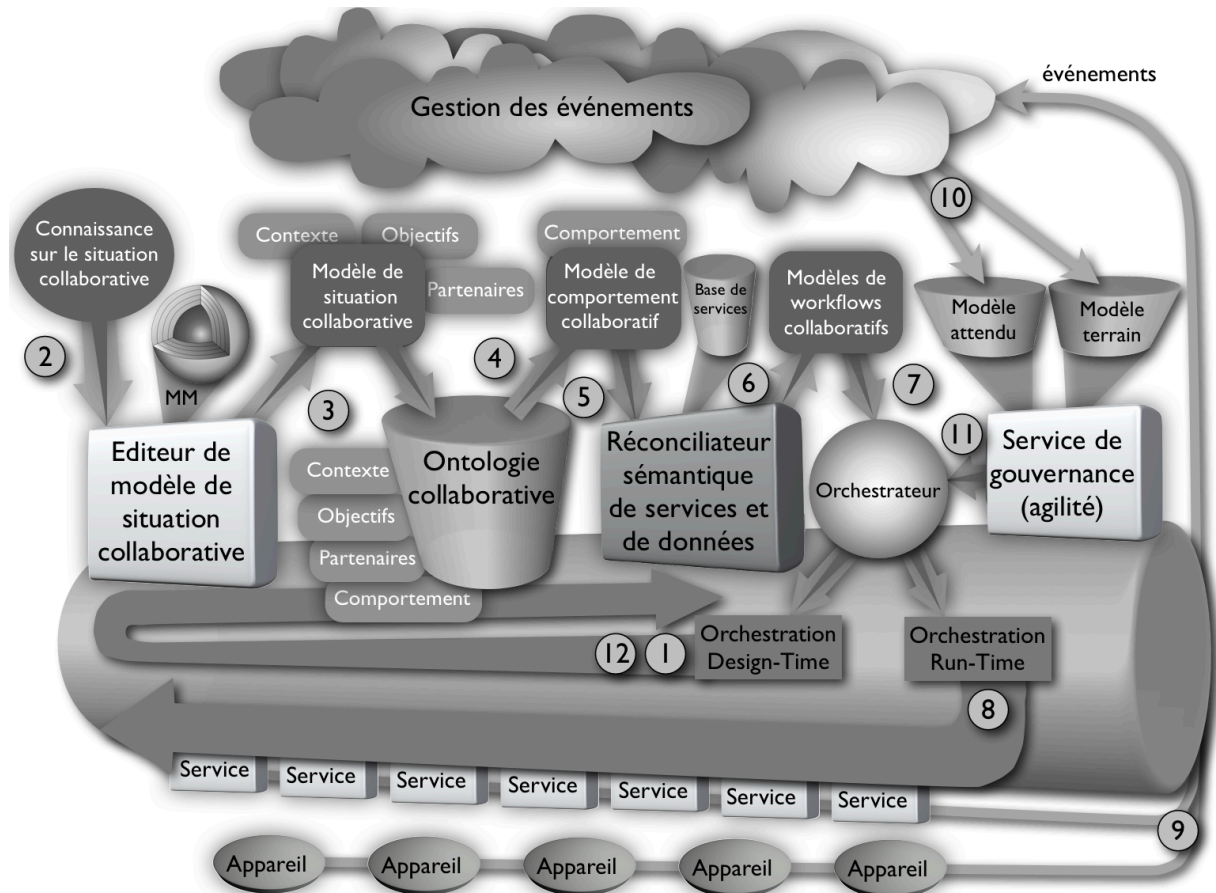 Gestion des événements
événements
10
Connaissance
sur le situation
collaborative
2
MM
Editeur de
modèle de
situation
collaborative
Contexte
Objectifs
Partenaires
Modèle de
situation
collaborative
3
Contexte
Objectifs
Partenaires
Comportement
Ontologie
collaborative
4
Comportement
Modèle de
comportement
collaboratif
5
Base de
services
Réconciliateur
sémantique
de services et
de données
6
Modèles de
workflows
collaboratifs
7
Orchestrateur
Modèle
attendu
Modèle
terrain
11
Service de
gouvernance
(agilité)
12
1
Orchestration
Design-Time
Orchestration
Run-Time
8
Service
Service
Service
Service
Service
Service
Service
9
Appareil
Appareil
Appareil
Appareil
Appareil